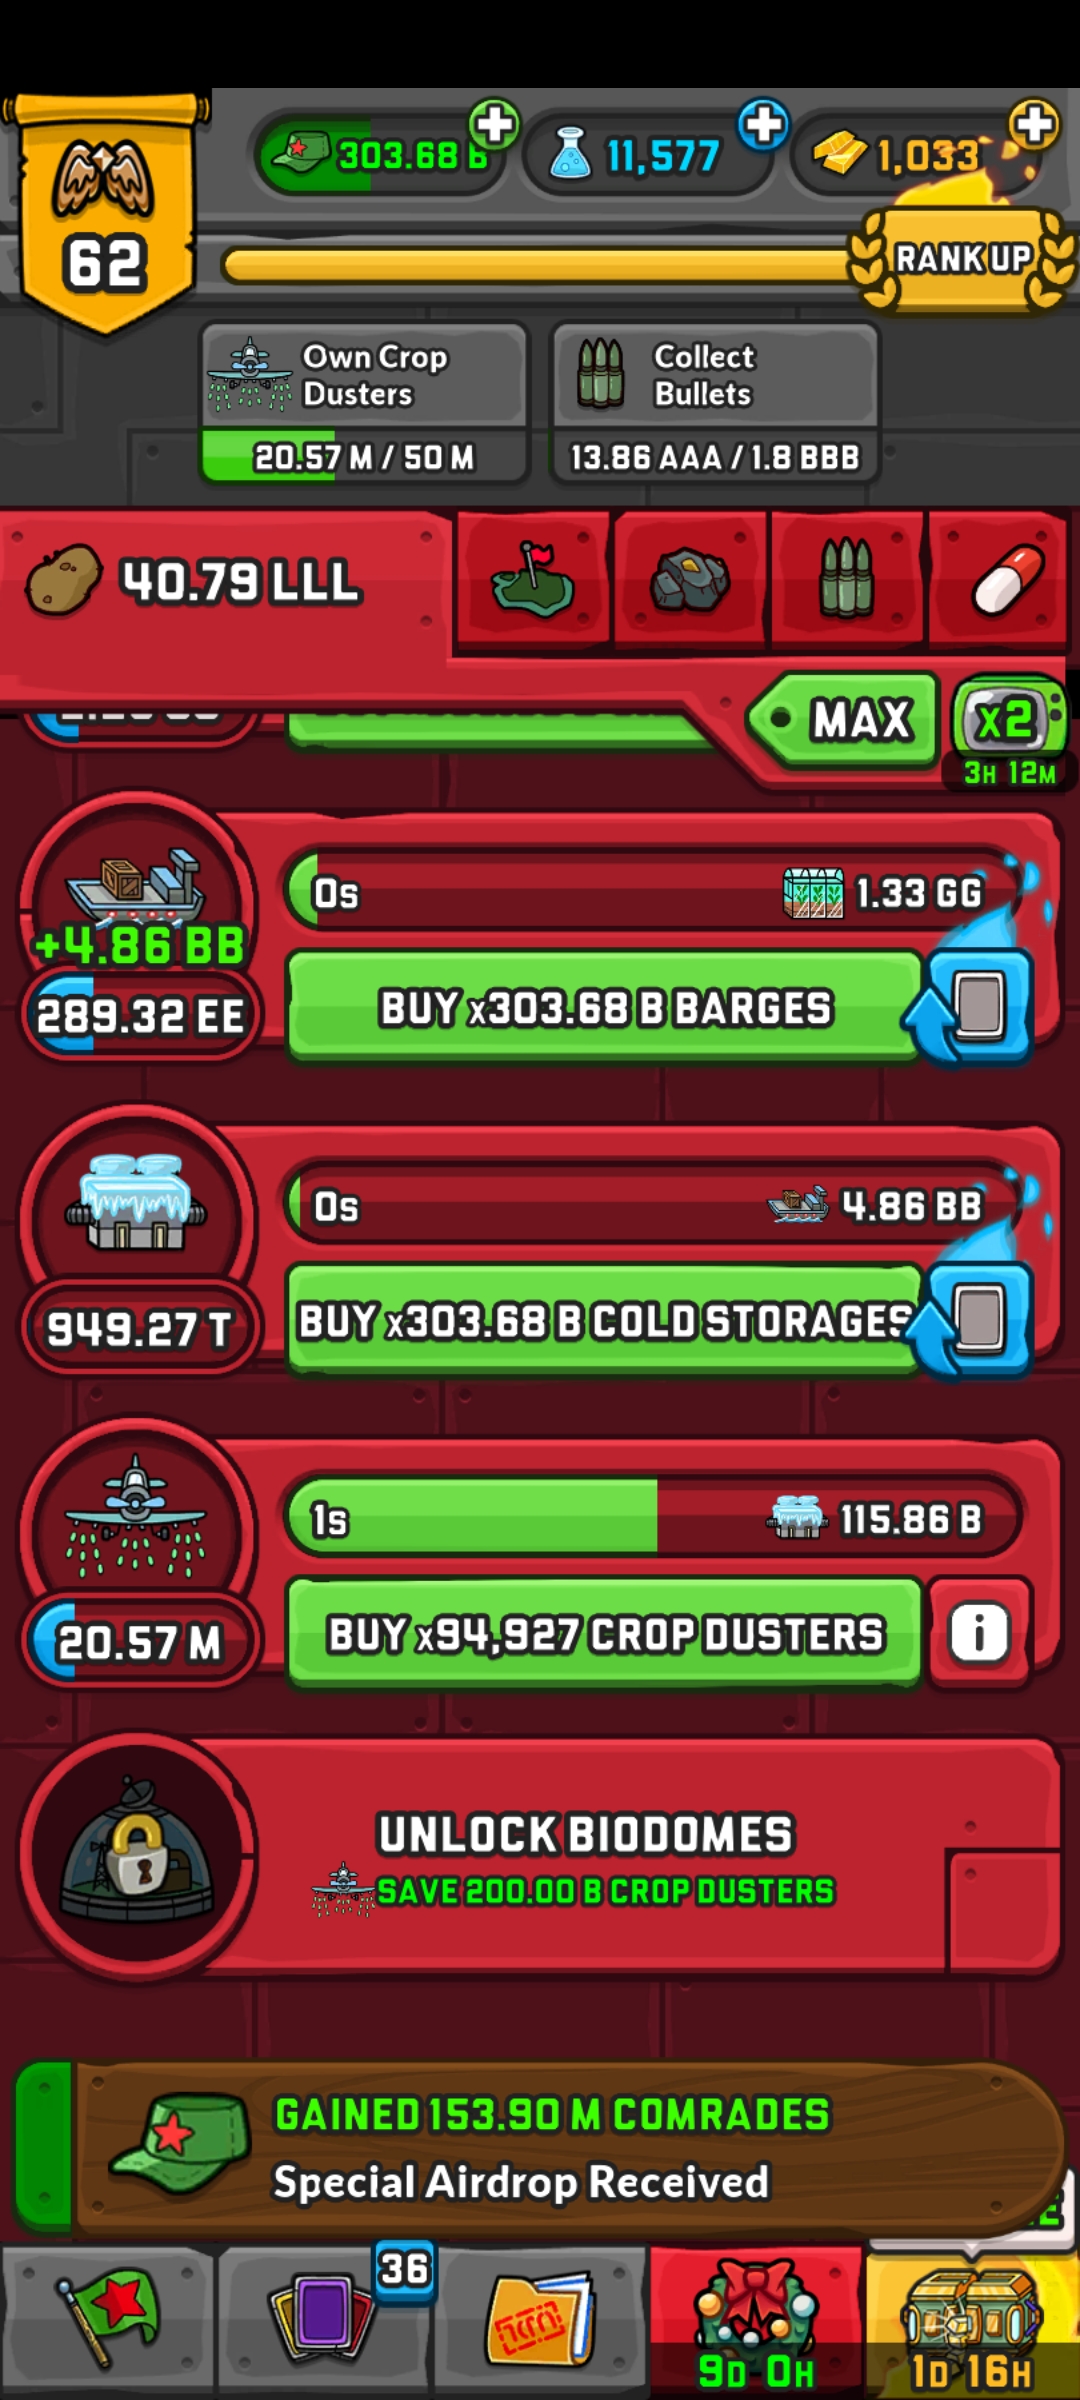 303.68 B
11,577
1,033
62
RANK UP
Own Crop
Dusters
Collect
Bullets
20.57 M / 50 M
13.86 AAA / 1.8 BBB
40.79 LLL
MAX
x2
3H 12M
0s
1.33 GG
+4.86 BB
289.32 EE
BUY x303.68 B BARGES
0s
4.86 BB
949.27 T
BUY x303.68 B COLD STORAGES
1s
115.86 B
20.57 M
BUY x94,927 CROP DUSTERS
i
UNLOCK BIODOMES
SAVE 200.00 B CROP DUSTERS
GAINED 153.90 M COMRADES
Special Airdrop Received
36
9D 0H
1D 16H